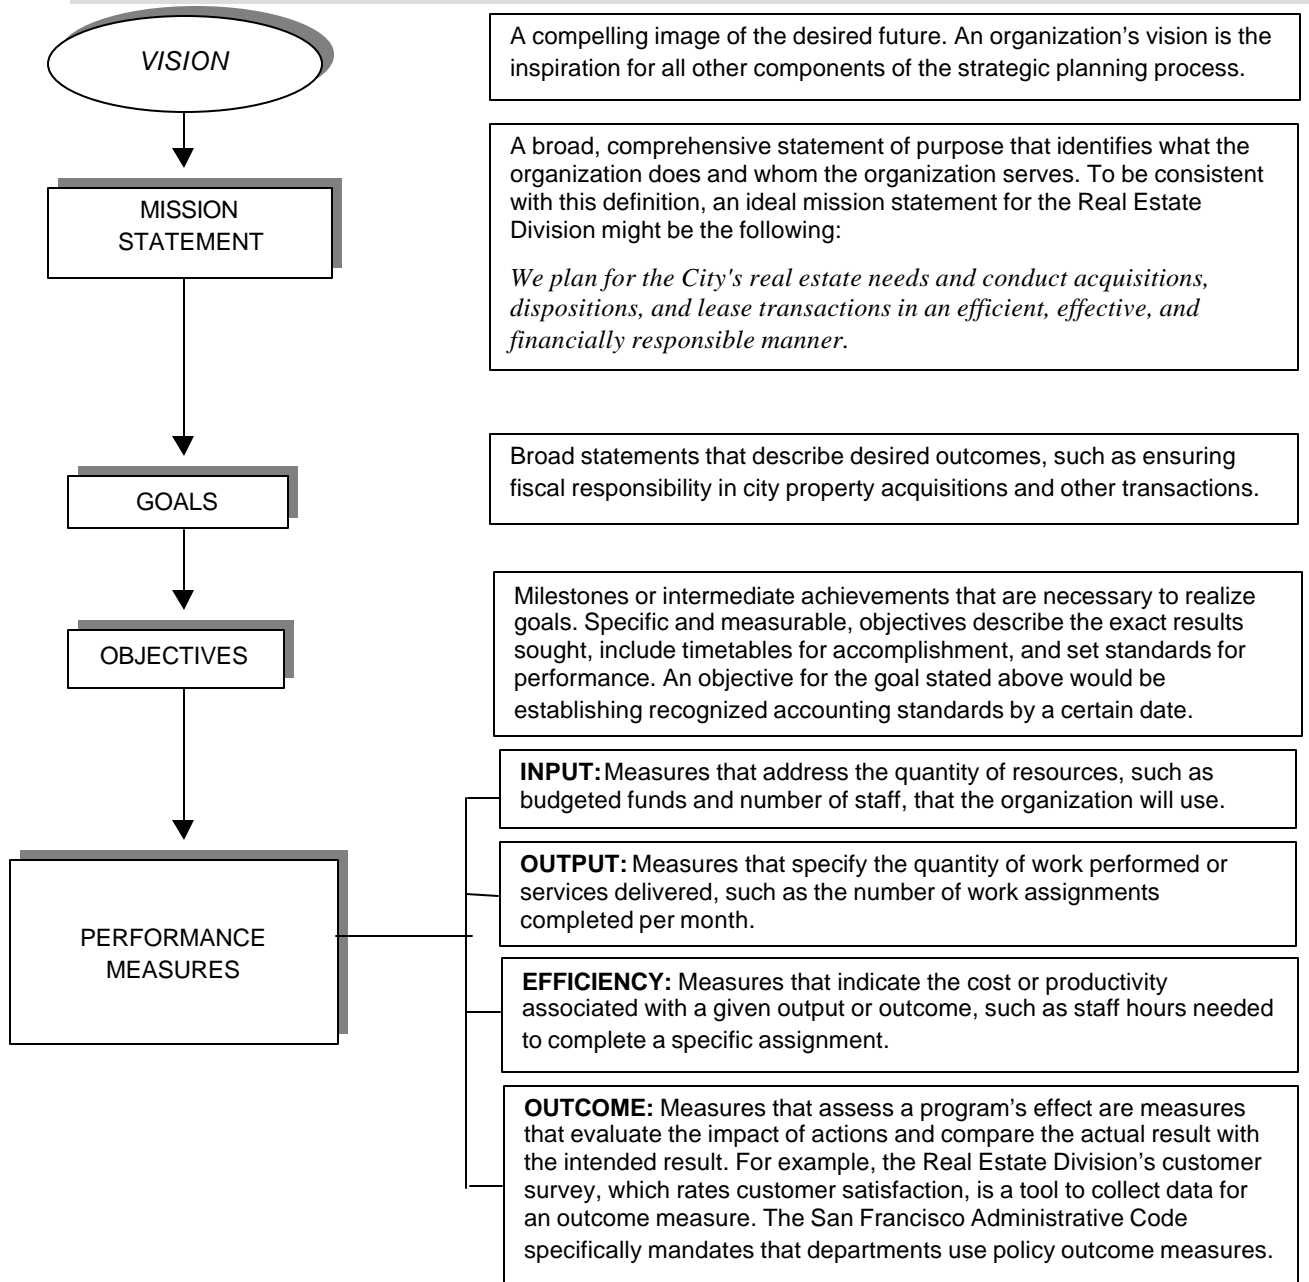 VISION
A compelling image of the desired future. An organization’s vision is the
inspiration for all other components of the strategic planning process.
MISSION
STATEMENT
A broad, comprehensive statement of purpose that identifies what the
organization does and whom the organization serves. To be consistent
with this definition, an ideal mission statement for the Real Estate
Division might be the following:
We plan for the City's real estate needs and conduct acquisitions,
dispositions, and lease transactions in an efficient, effective, and
financially responsible manner.
GOALS
Broad statements that describe desired outcomes, such as ensuring
fiscal responsibility in city property acquisitions and other transactions.
OBJECTIVES
Milestones or intermediate achievements that are necessary to realize
goals. Specific and measurable, objectives describe the exact results
sought, include timetables for accomplishment, and set standards for
performance. An objective for the goal stated above would be
establishing recognized accounting standards by a certain date.
PERFORMANCE
MEASURES
INPUT: Measures that address the quantity of resources, such as
budgeted funds and number of staff, that the organization will use.
OUTPUT: Measures that specify the quantity of work performed or
services delivered, such as the number of work assignments
completed per month.
EFFICIENCY: Measures that indicate the cost or productivity
associated with a given output or outcome, such as staff hours needed
to complete a specific assignment.
OUTCOME: Measures that assess a program’s effect are measures
that evaluate the impact of actions and compare the actual result with
the intended result. For example, the Real Estate Division’s customer
survey, which rates customer satisfaction, is a tool to collect data for
an outcome measure. The San Francisco Administrative Code
specifically mandates that departments use policy outcome measures.